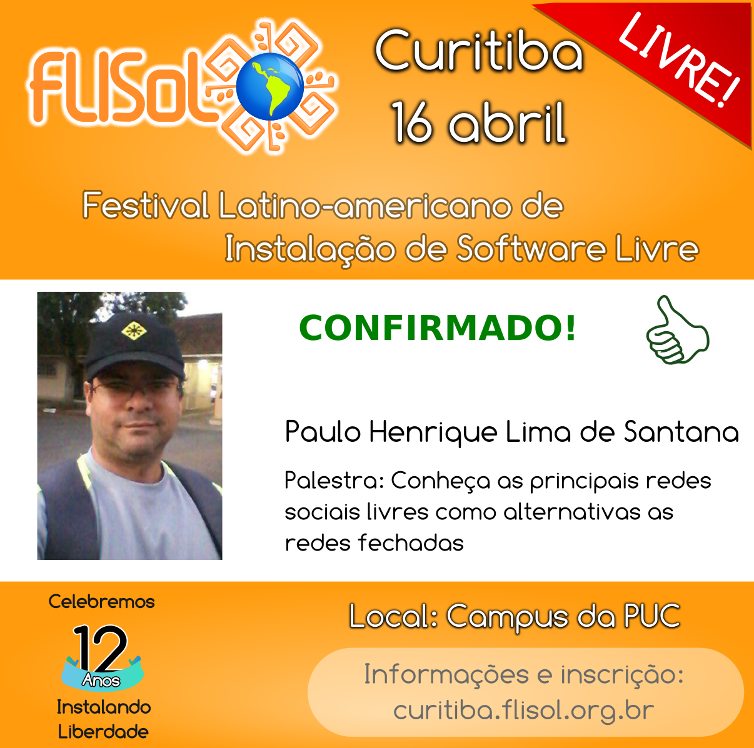 FLISoL
Curitiba
16 abril
LIVRE!
Festival Latino-americano de
Instalação de Software Livre
CONFIRMADO!
Paulo Henrique Lima de Santana
Palestra: Conheça as principais redes
sociais livres como alternativas as
redes fechadas
Celebremos
12
Anos
Instalando
Liberdade
Local: Campus da PUC
Informações e inscrição:
curitiba.flisol.org.br